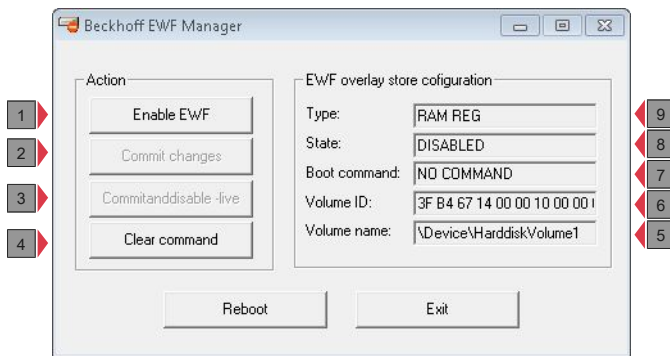 Beckhoff EWF Manager
Action
EWF overlay store cofiguration
1
Enable EWF
Type:
RAM REG
9
2
Commit changes
State:
DISABLED
8
Boot command:
NO COMMAND
7
3
Commitanddisable -live
Volume ID:
3F B4 67 14 00 00 10 00 00
6
4
Clear command
Volume name:
\Device\HarddiskVolume1
5
Reboot
Exit